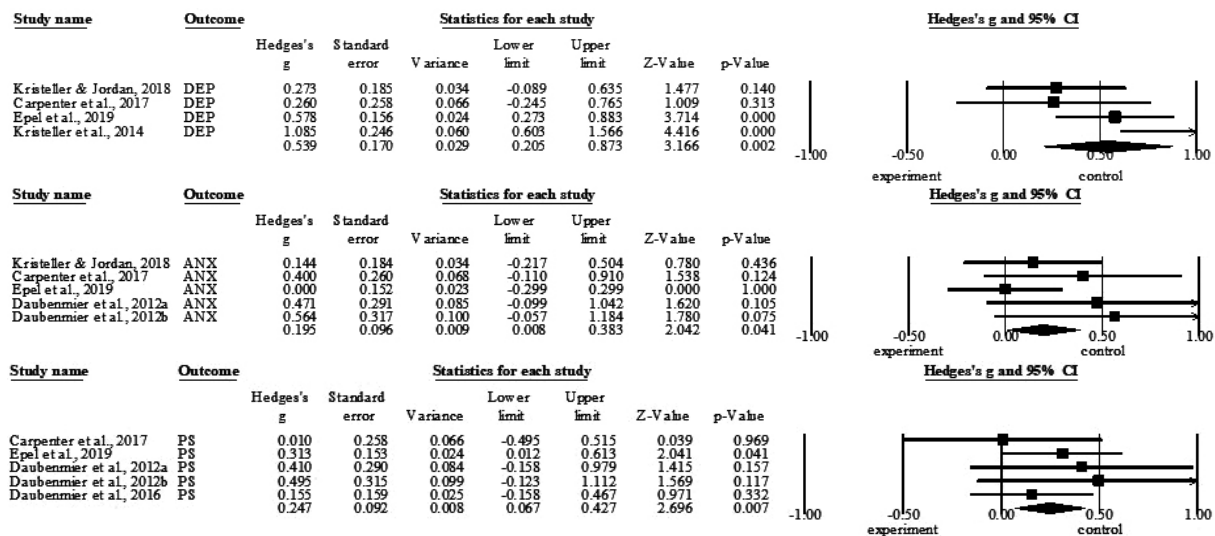 Study name Outcome Statistics for each study Hedges's g and 95% CI
Hedges's Standard Lower Upper
g error Variance limit limit Z-Value p-Value
Kristeller & Jordan, 2018 DEP 0.273 0.185 0.034 -0.089 0.635 1.477 0.140
Carpenter et al., 2017 DEP 0.260 0.258 0.066 -0.245 0.765 1.009 0.313
Epel et al., 2019 DEP 0.578 0.156 0.024 0.273 0.883 3.714 0.000
Kristeller et al., 2014 DEP 1.085 0.246 0.060 0.603 1.566 4.416 0.000
0.539 0.170 0.029 0.205 0.873 3.166 0.002
-1.00 -0.50 0.00 0.50 1.00
experiment control
Study name Outcome Statistics for each study Hedges's g and 95% CI
Hedges's Standard Lower Upper
g error Variance limit limit Z-Value p-Value
Kristeller & Jordan, 2018 ANX 0.144 0.184 0.034 -0.217 0.504 0.780 0.436
Carpenter et al., 2017 ANX 0.400 0.260 0.068 -0.110 0.910 1.538 0.124
Epel et al., 2019 ANX 0.000 0.152 0.023 -0.299 0.299 0.000 1.000
Daubenmier et al., 2012a ANX 0.471 0.291 0.085 -0.099 1.042 1.620 0.105
Daubenmier et al., 2012b ANX 0.564 0.317 0.100 -0.057 1.184 1.780 0.075
0.195 0.096 0.009 0.008 0.383 2.042 0.041
-1.00 -0.50 0.00 0.50 1.00
experiment control
Study name Outcome Statistics for each study Hedges's g and 95% CI
Hedges's Standard Lower Upper
g error Variance limit limit Z-Value p-Value
Carpenter et al., 2017 PS 0.010 0.258 0.066 -0.495 0.515 0.039 0.969
Epel et al., 2019 PS 0.313 0.153 0.024 0.012 0.613 2.041 0.041
Daubenmier et al., 2012a PS 0.410 0.290 0.084 -0.158 0.979 1.415 0.157
Daubenmier et al., 2012b PS 0.495 0.315 0.099 -0.123 1.112 1.569 0.117
Daubenmier et al., 2016 PS 0.155 0.159 0.025 -0.158 0.467 0.971 0.332
0.247 0.092 0.008 0.067 0.427 2.696 0.007
-1.00 -0.50 0.00 0.50 1.00
experiment control